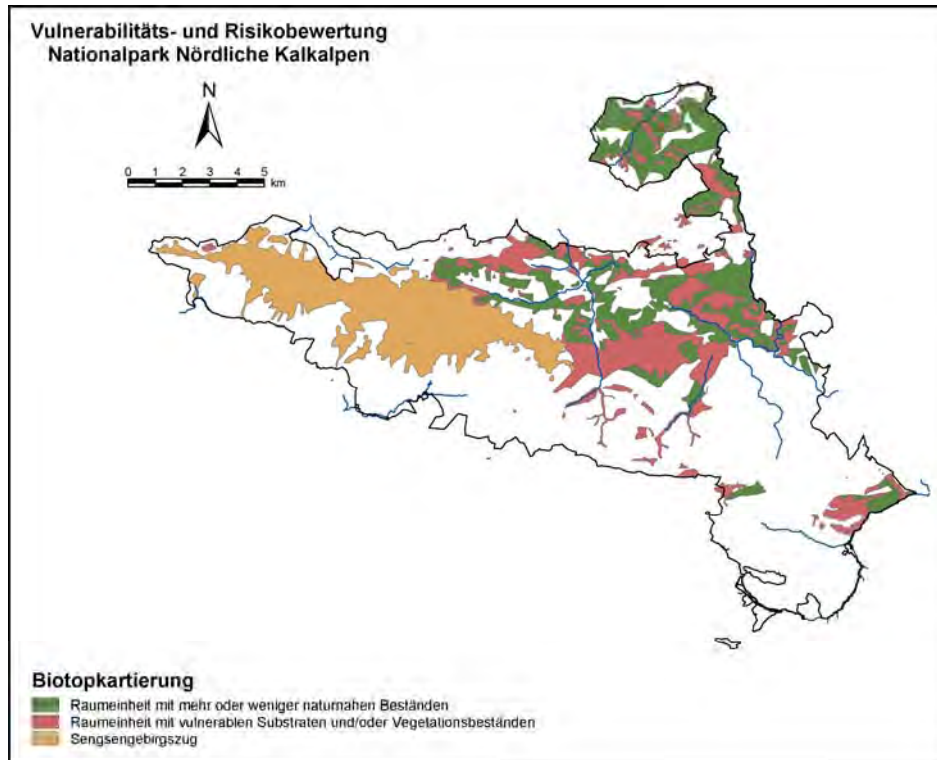 Vulnerabilitäts- und Risikobewertung
Nationalpark Nördliche Kalkalpen
N
0 1 2 3 4 5
km
Biotopkartierung
Raumeinheit mit mehr oder weniger naturnahen Beständen
Raumeinheit mit vulnerablen Substraten und/oder Vegetationsbeständen
Sengsengebirgszug